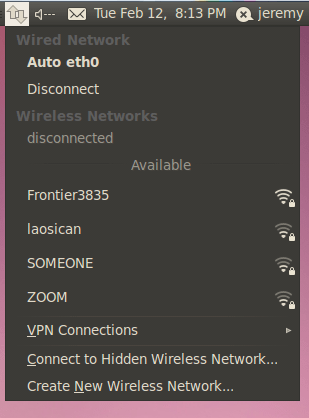 Tue Feb 12, 8:13 PM jeremy
Wired Network
Auto eth0
Disconnect
Wireless Networks
disconnected
Available
Frontier3835
laosican
SOMEONE
ZOOM
VPN Connections
Connect to Hidden Wireless Network...
Create New Wireless Network...